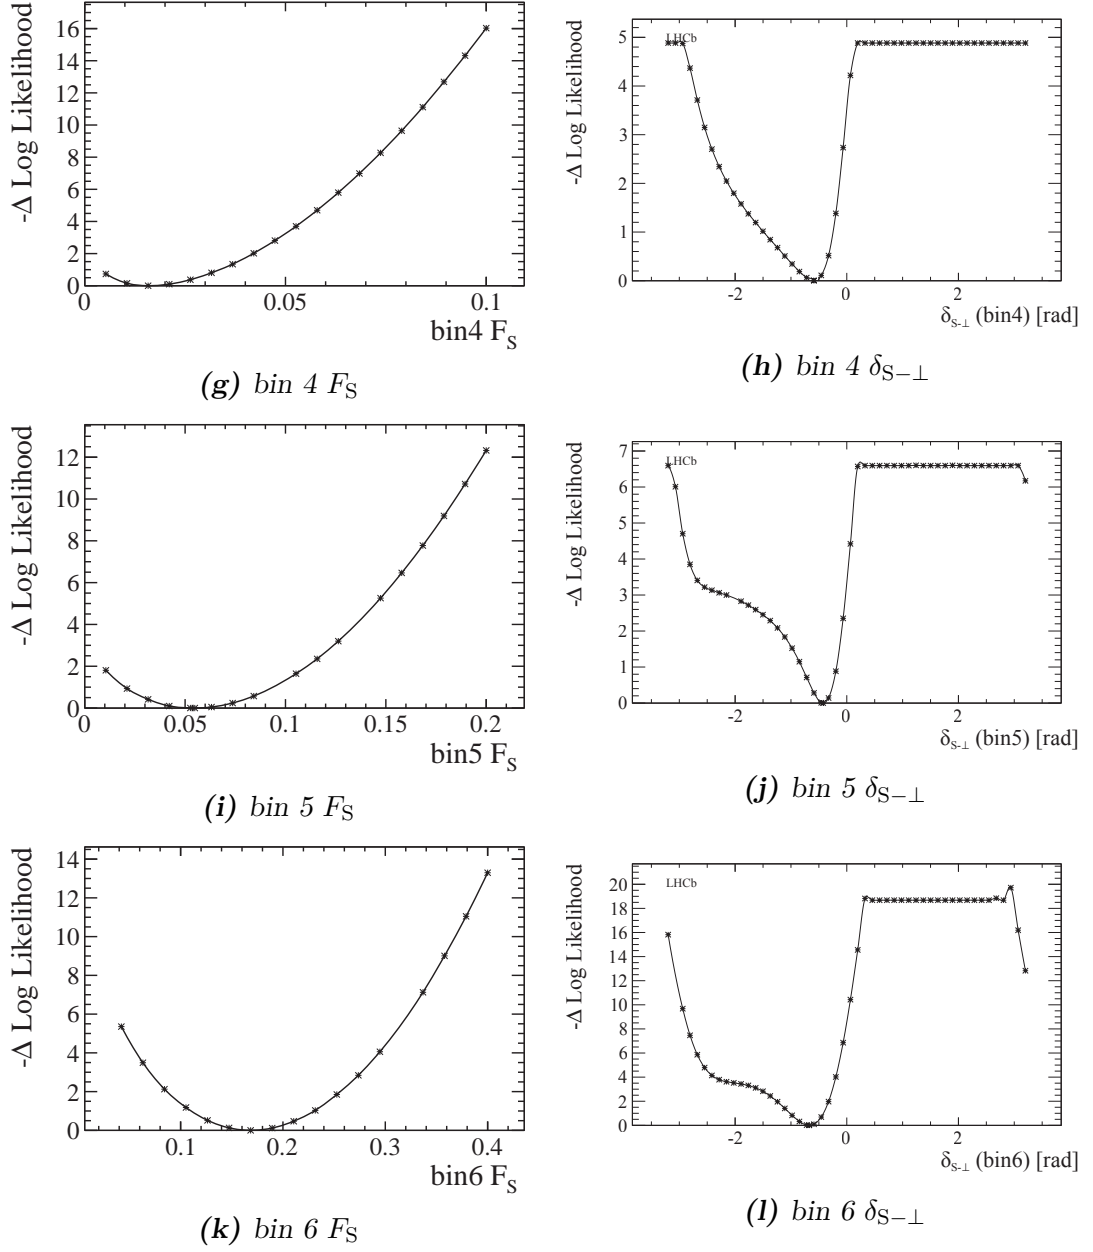 -Δ Log Likelihood
16
14
12
10
8
6
4
2
0
0 0.05 0.1
bin4 F_S
(g) bin 4 F_S
-Δ Log Likelihood
LHCb
5
4
3
2
1
0
-2 0 2
δ_S-⊥ (bin4) [rad]
(h) bin 4 δ_S−⊥
-Δ Log Likelihood
12
10
8
6
4
2
0
0 0.05 0.1 0.15 0.2
bin5 F_S
(i) bin 5 F_S
-Δ Log Likelihood
LHCb
7
6
5
4
3
2
1
0
-2 0 2
δ_S-⊥ (bin5) [rad]
(j) bin 5 δ_S−⊥
-Δ Log Likelihood
14
12
10
8
6
4
2
0
0.1 0.2 0.3 0.4
bin6 F_S
(k) bin 6 F_S
-Δ Log Likelihood
LHCb
20
18
16
14
12
10
8
6
4
2
0
-2 0 2
δ_S-⊥ (bin6) [rad]
(l) bin 6 δ_S−⊥